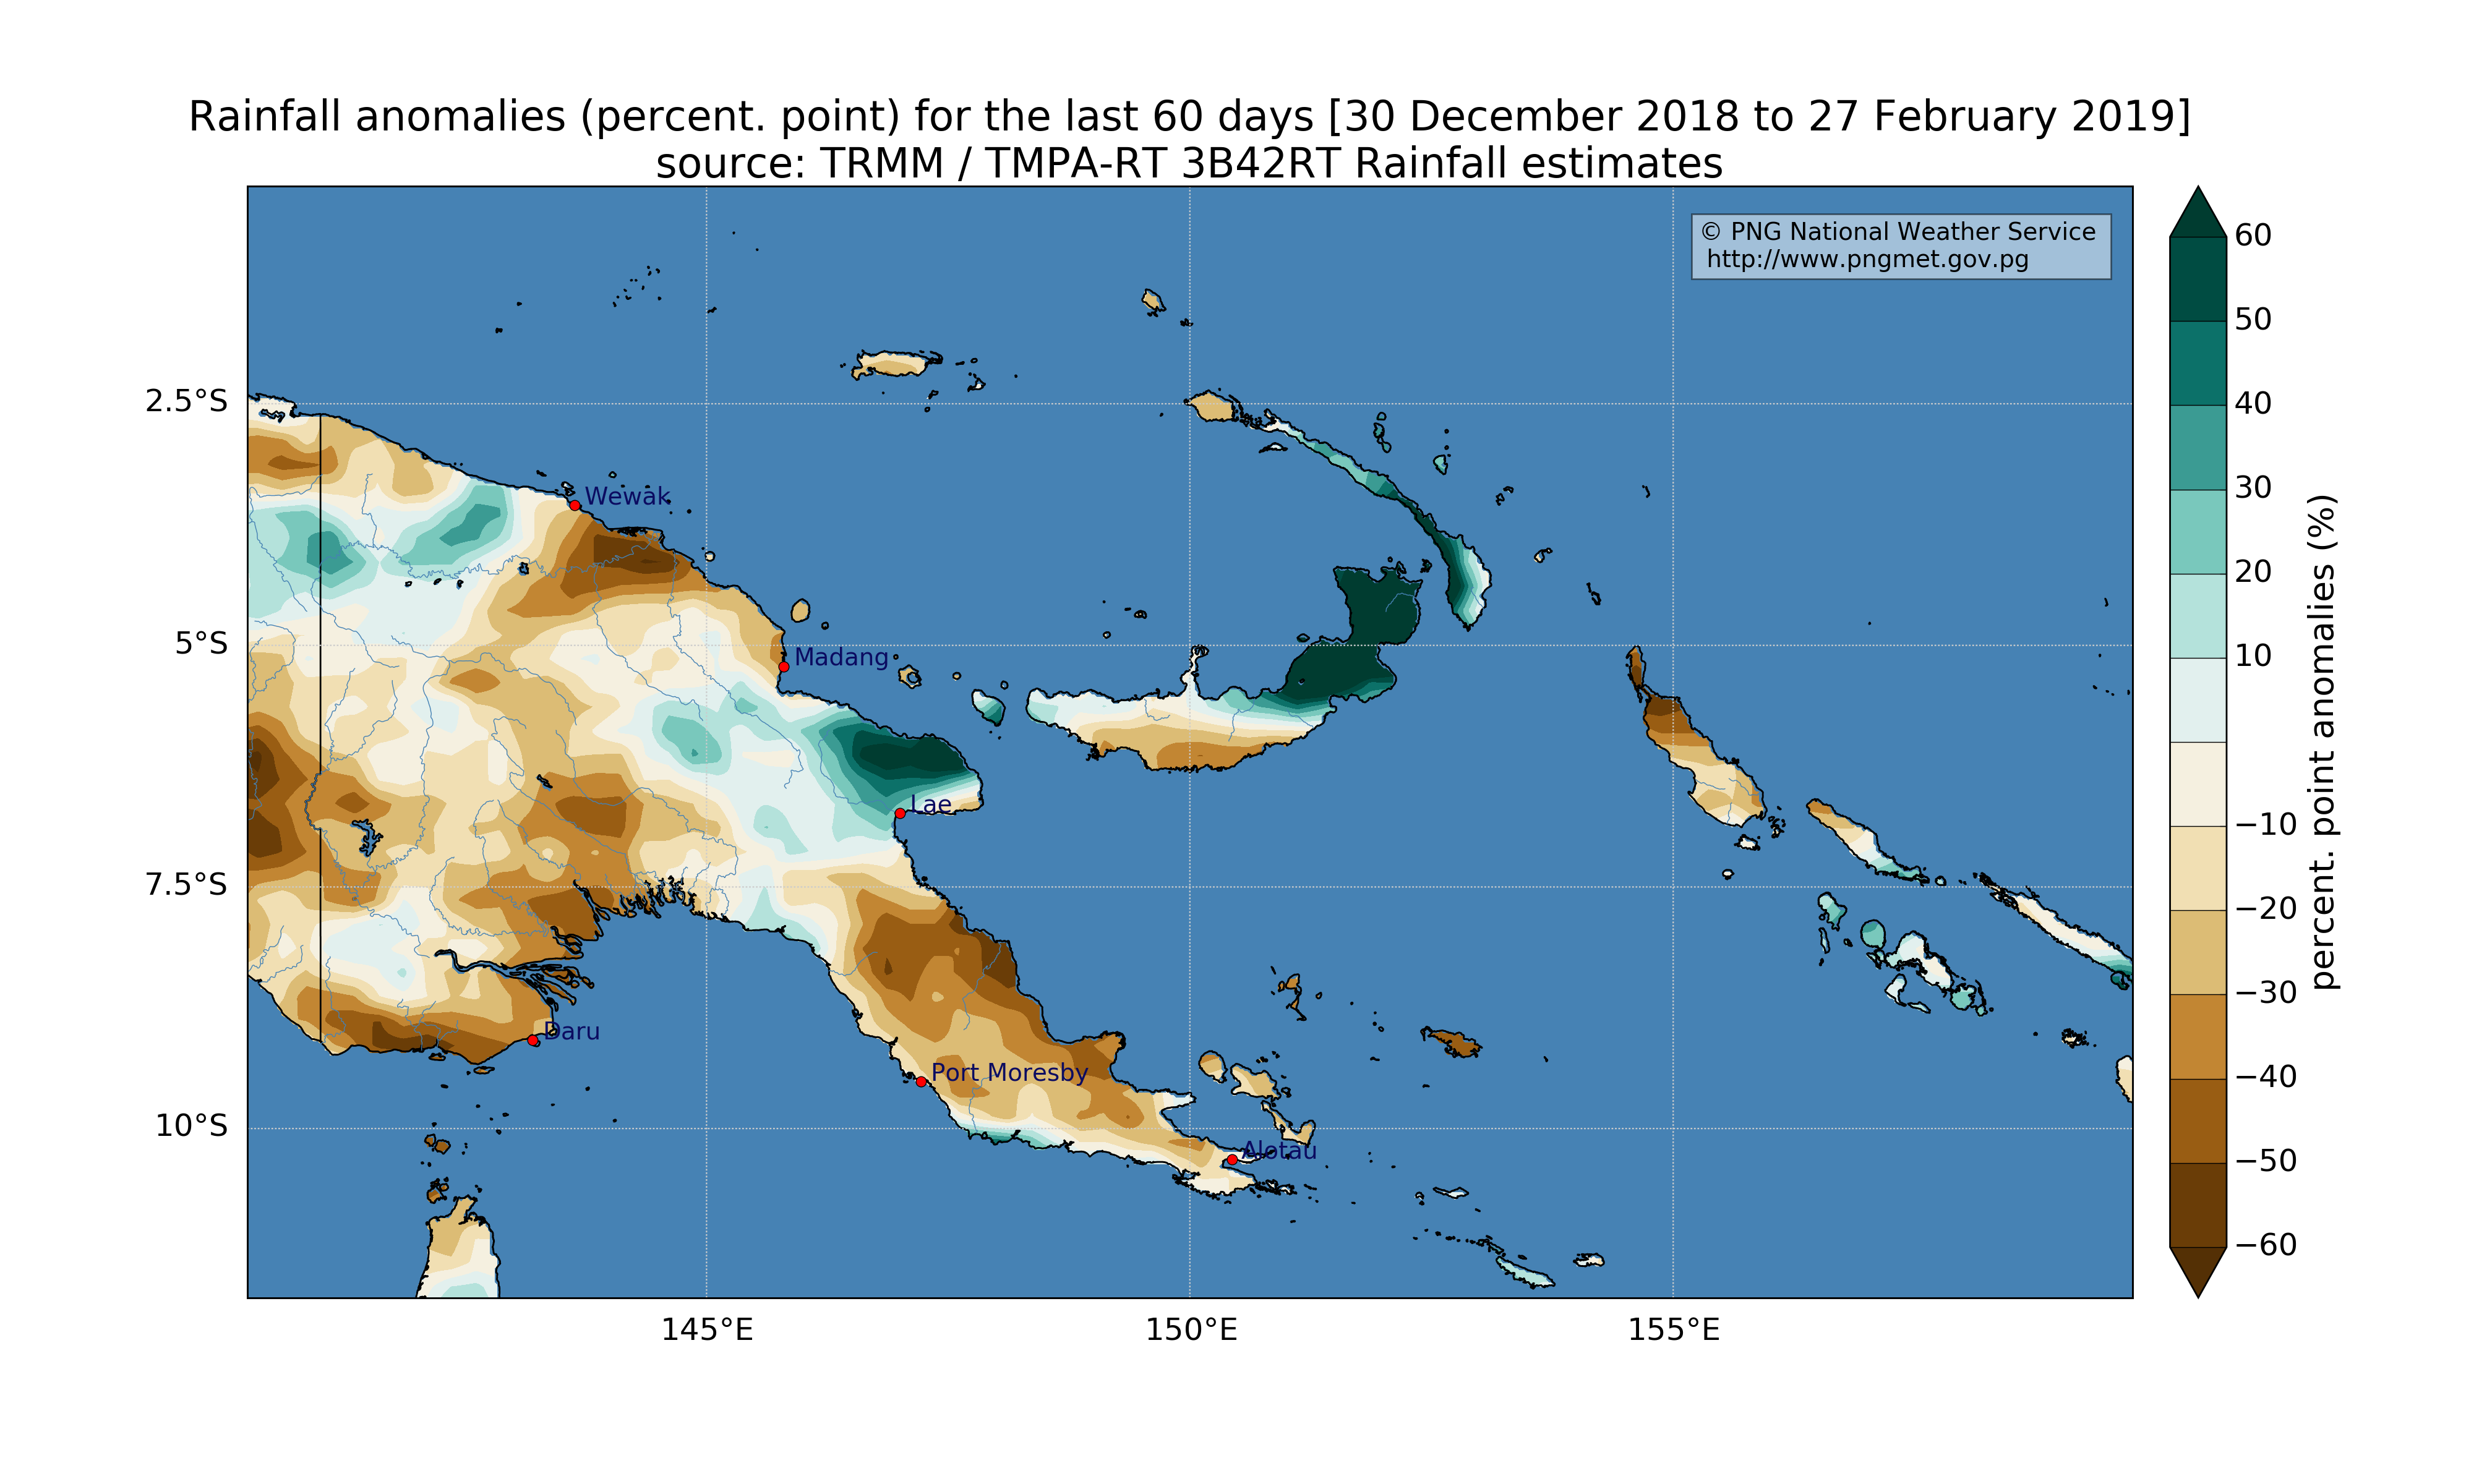 Rainfall anomalies (percent. point) for the last 60 days [30 December 2018 to 27 February 2019]
source: TRMM / TMPA-RT 3B42RT Rainfall estimates
© PNG National Weather Service
http://www.pngmet.gov.pg
2.5°S
5°S
7.5°S
10°S
145°E
150°E
155°E
Wewak
Madang
Lae
Daru
Port Moresby
Alotau
60
50
40
30
20
10
−10
−20
−30
−40
−50
−60
percent. point anomalies (%)